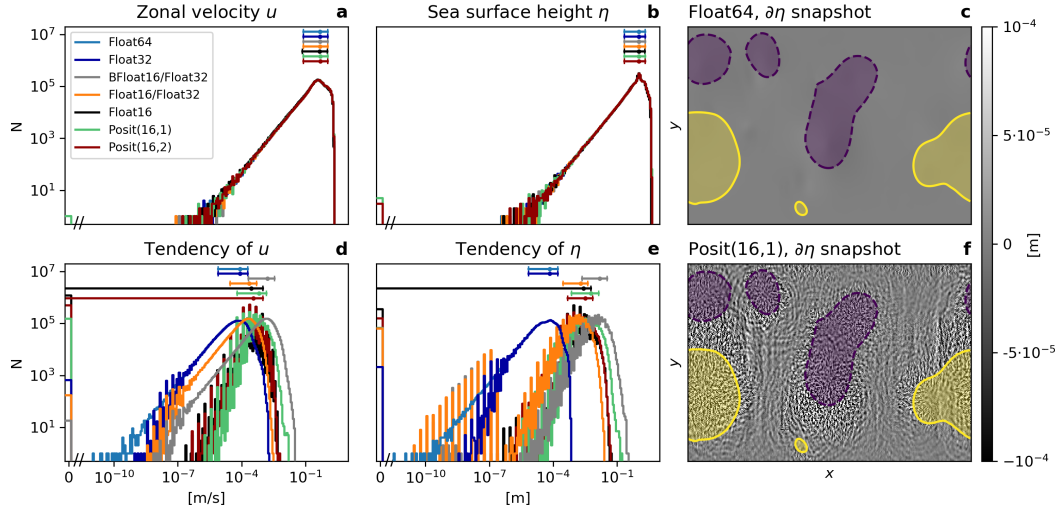 Zonal velocity u
a
Sea surface height η
b
Float64, ∂η snapshot
c
N
10⁷
10⁵
10³
10¹
Float64
Float32
BFloat16/Float32
Float16/Float32
Float16
Posit(16,1)
Posit(16,2)
y
10⁻⁴
5·10⁻⁵
0
-5·10⁻⁵
−10⁻⁴
[m]
Tendency of u
d
Tendency of η
e
Posit(16,1), ∂η snapshot
f
N
10⁷
10⁵
10³
10¹
0
10⁻¹⁰
10⁻⁷
10⁻⁴
10⁻¹
[m/s]
0
10⁻¹⁰
10⁻⁷
10⁻⁴
10⁻¹
[m]
y
x